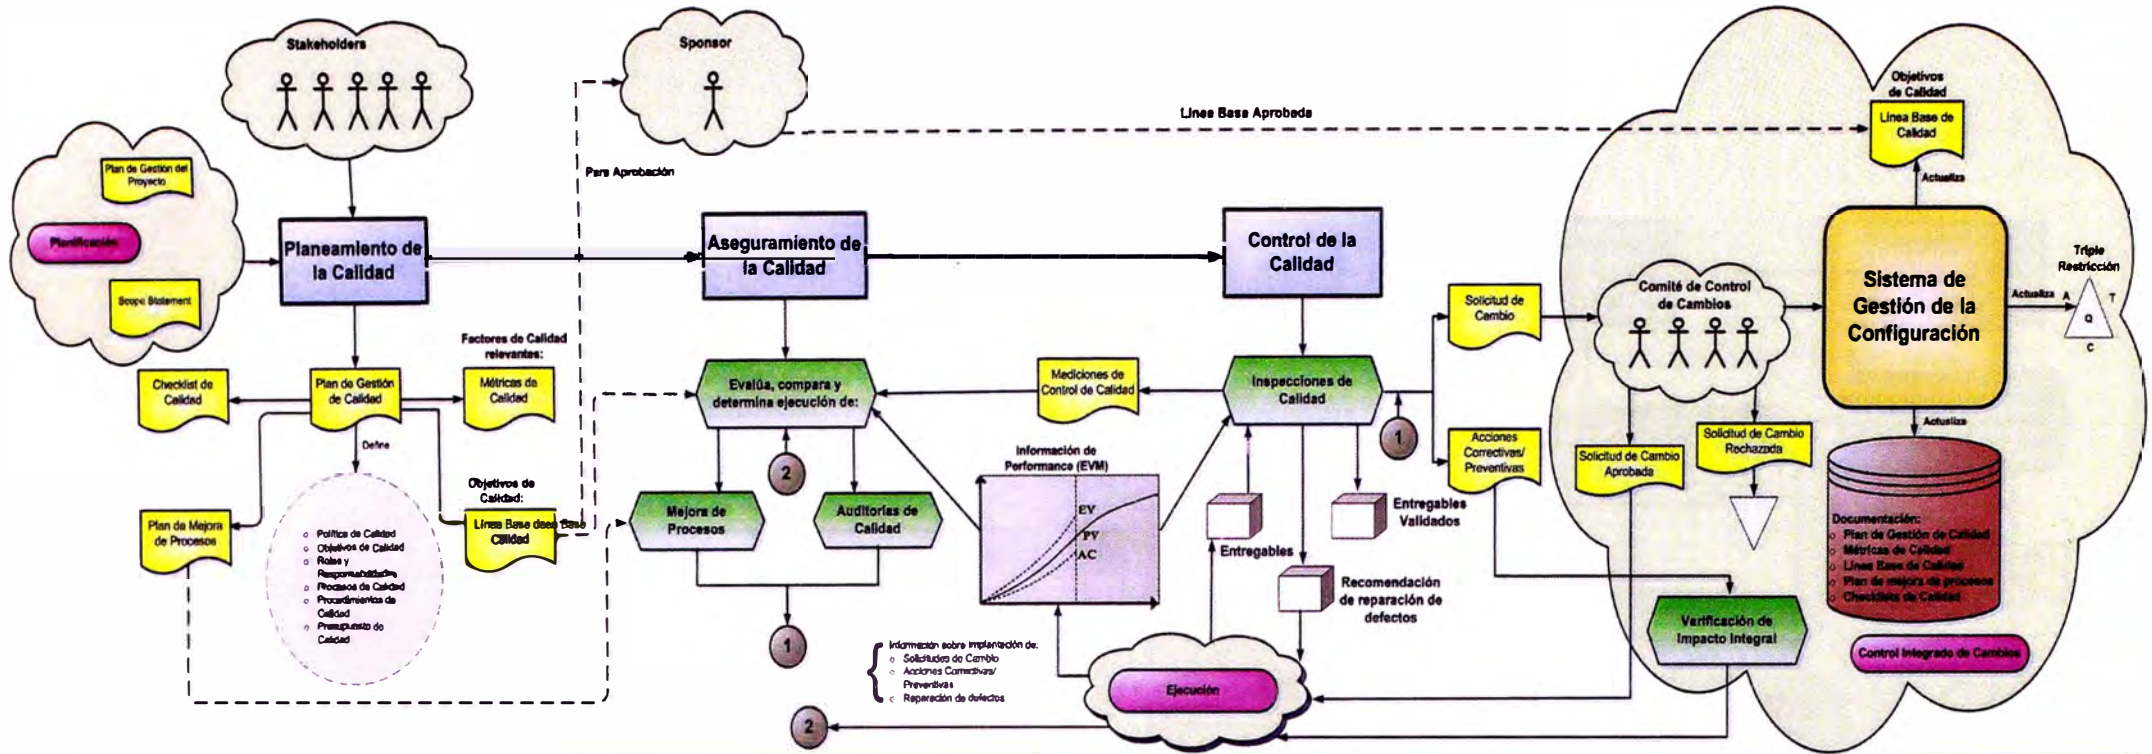 Stakeholders
Sponsor
Plan de Gestión del
Proyecto
Planificación
Scope Statement
Planeamiento de
la Calidad
Para Aprobación
Línea Base Aprobada
Aseguramiento de
la Calidad
Control de la
Calidad
Objetivos
de Calidad
Línea Base de
Calidad
Actualiza
Sistema de
Gestión de la
Configuración
Actualiza
Triple
Restricción
A
T
Q
C
Comité de Control
de Cambios
Solicitud de
Cambio
Checklist de
Calidad
Plan de Gestión
de Calidad
Factores de Calidad
relevantes:
Métricas de
Calidad
Define
Evalúa, compara y
determina ejecución de:
Mediciones de
Control de Calidad
Inspecciones de
Calidad
1
Acciones
Correctivas/
Preventivas
Solicitud de Cambio
Aprobada
Solicitud de Cambio
Rechazada
Actualiza
Plan de Mejora
de Procesos
Objetivos de
Calidad:
Línea Base de
Calidad
Política de Calidad
Objetivos de Calidad
Roles y
Responsabilidades
Procesos de Calidad
Procedimientos de
Calidad
Presupuesto de
Calidad
2
Mejora de
Procesos
Auditorías de
Calidad
1
Información de
Performance (EVM)
EV
PV
AC
Entregables
Entregables
Validados
Recomendación
de reparación de
defectos
Documentación:
Plan de Gestión de Calidad
Métricas de Calidad
Línea Base de Calidad
Plan de mejora de procesos
Checklists de Calidad
Verificación de
Impacto Integral
Control Integrado de Cambios
Información sobre implantación de:
Solicitudes de Cambio
Acciones Correctivas/
Preventivas
Reparación de defectos
Ejecución
2